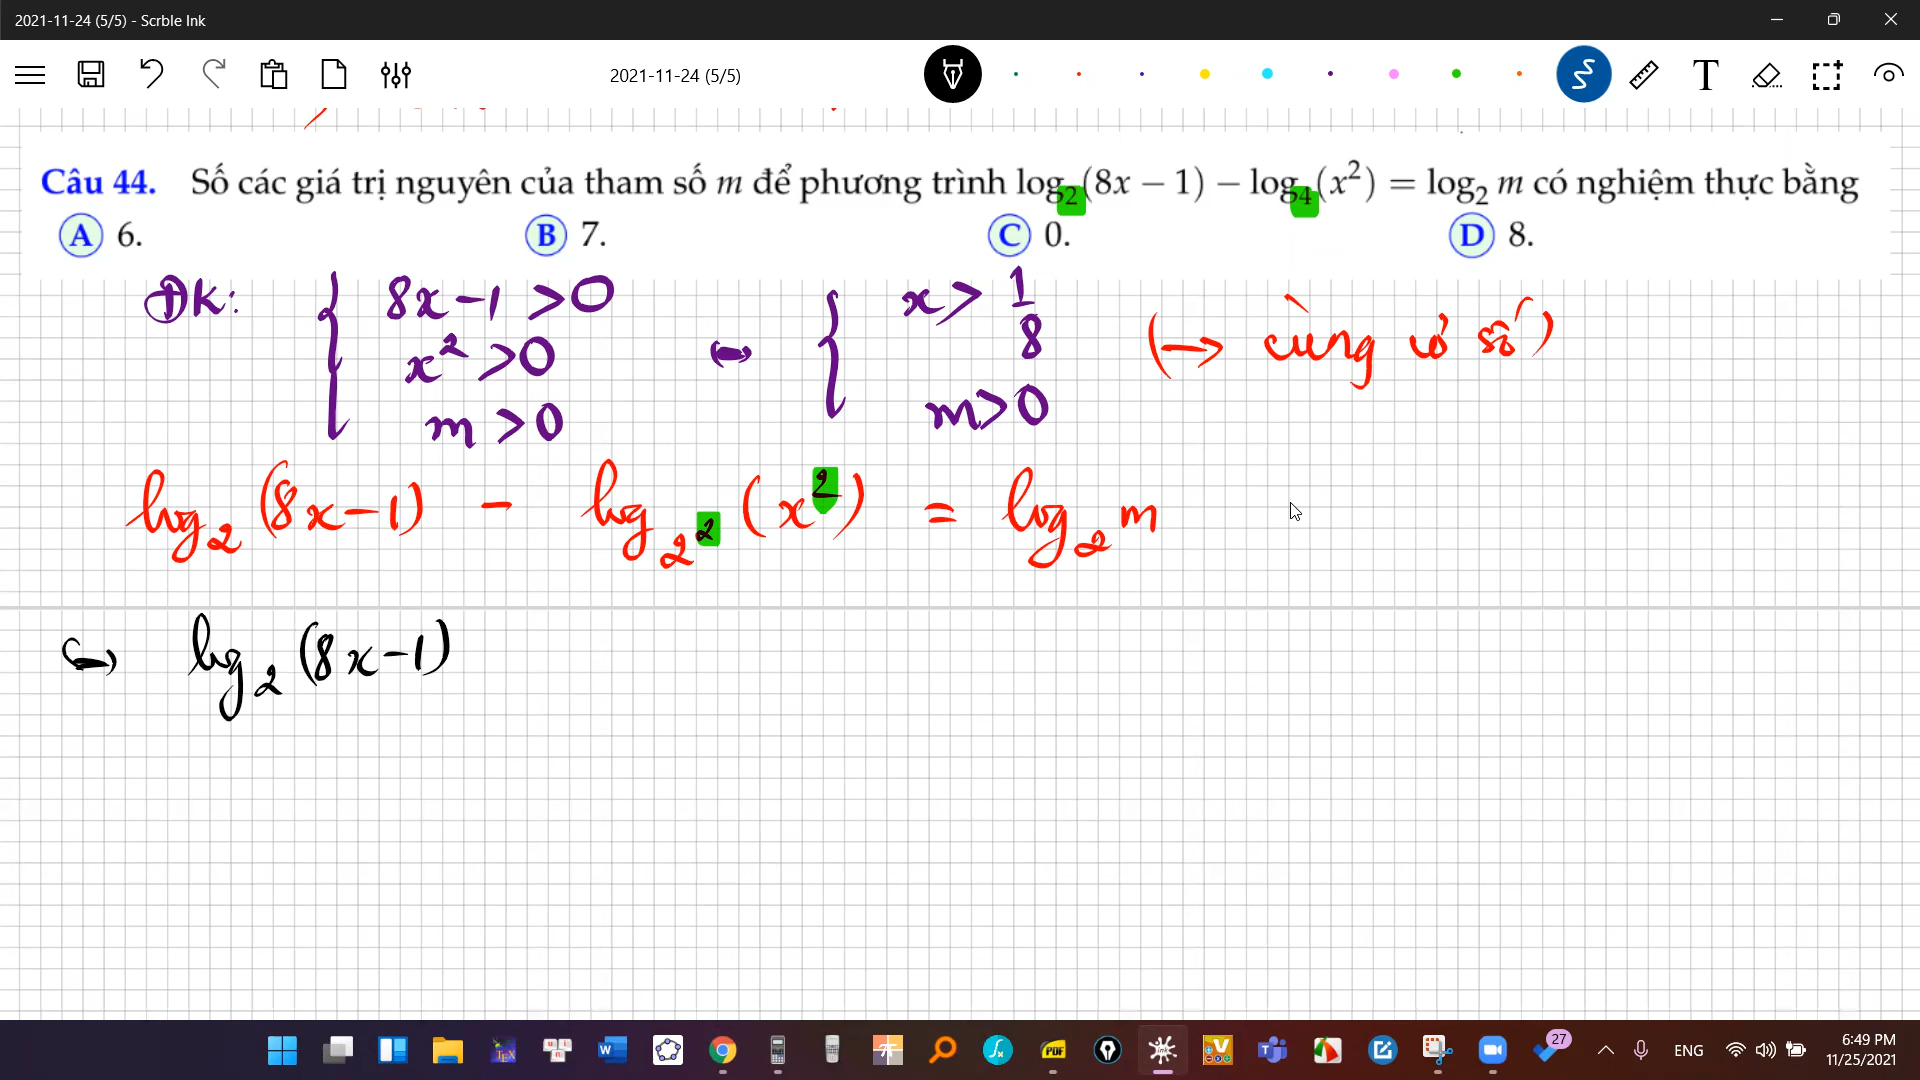 2021-11-24 (5/5) - Scrble Ink
2021-11-24 (5/5)
T
Câu 44. Số các giá trị nguyên của tham số m để phương trình log₂(8x − 1) − log₄(x²) = log₂ m có nghiệm thực bằng
A 6. B 7. C 0. D 8.
ĐK: { 8x-1 >0 ↔ { x > 1/8 (→ cùng cơ số)
x² >0
m >0 m>0
log₂ (8x-1) - log_2² (x²) = log₂ m
↔ log₂ (8x-1)
27
ENG
6:49 PM
11/25/2021